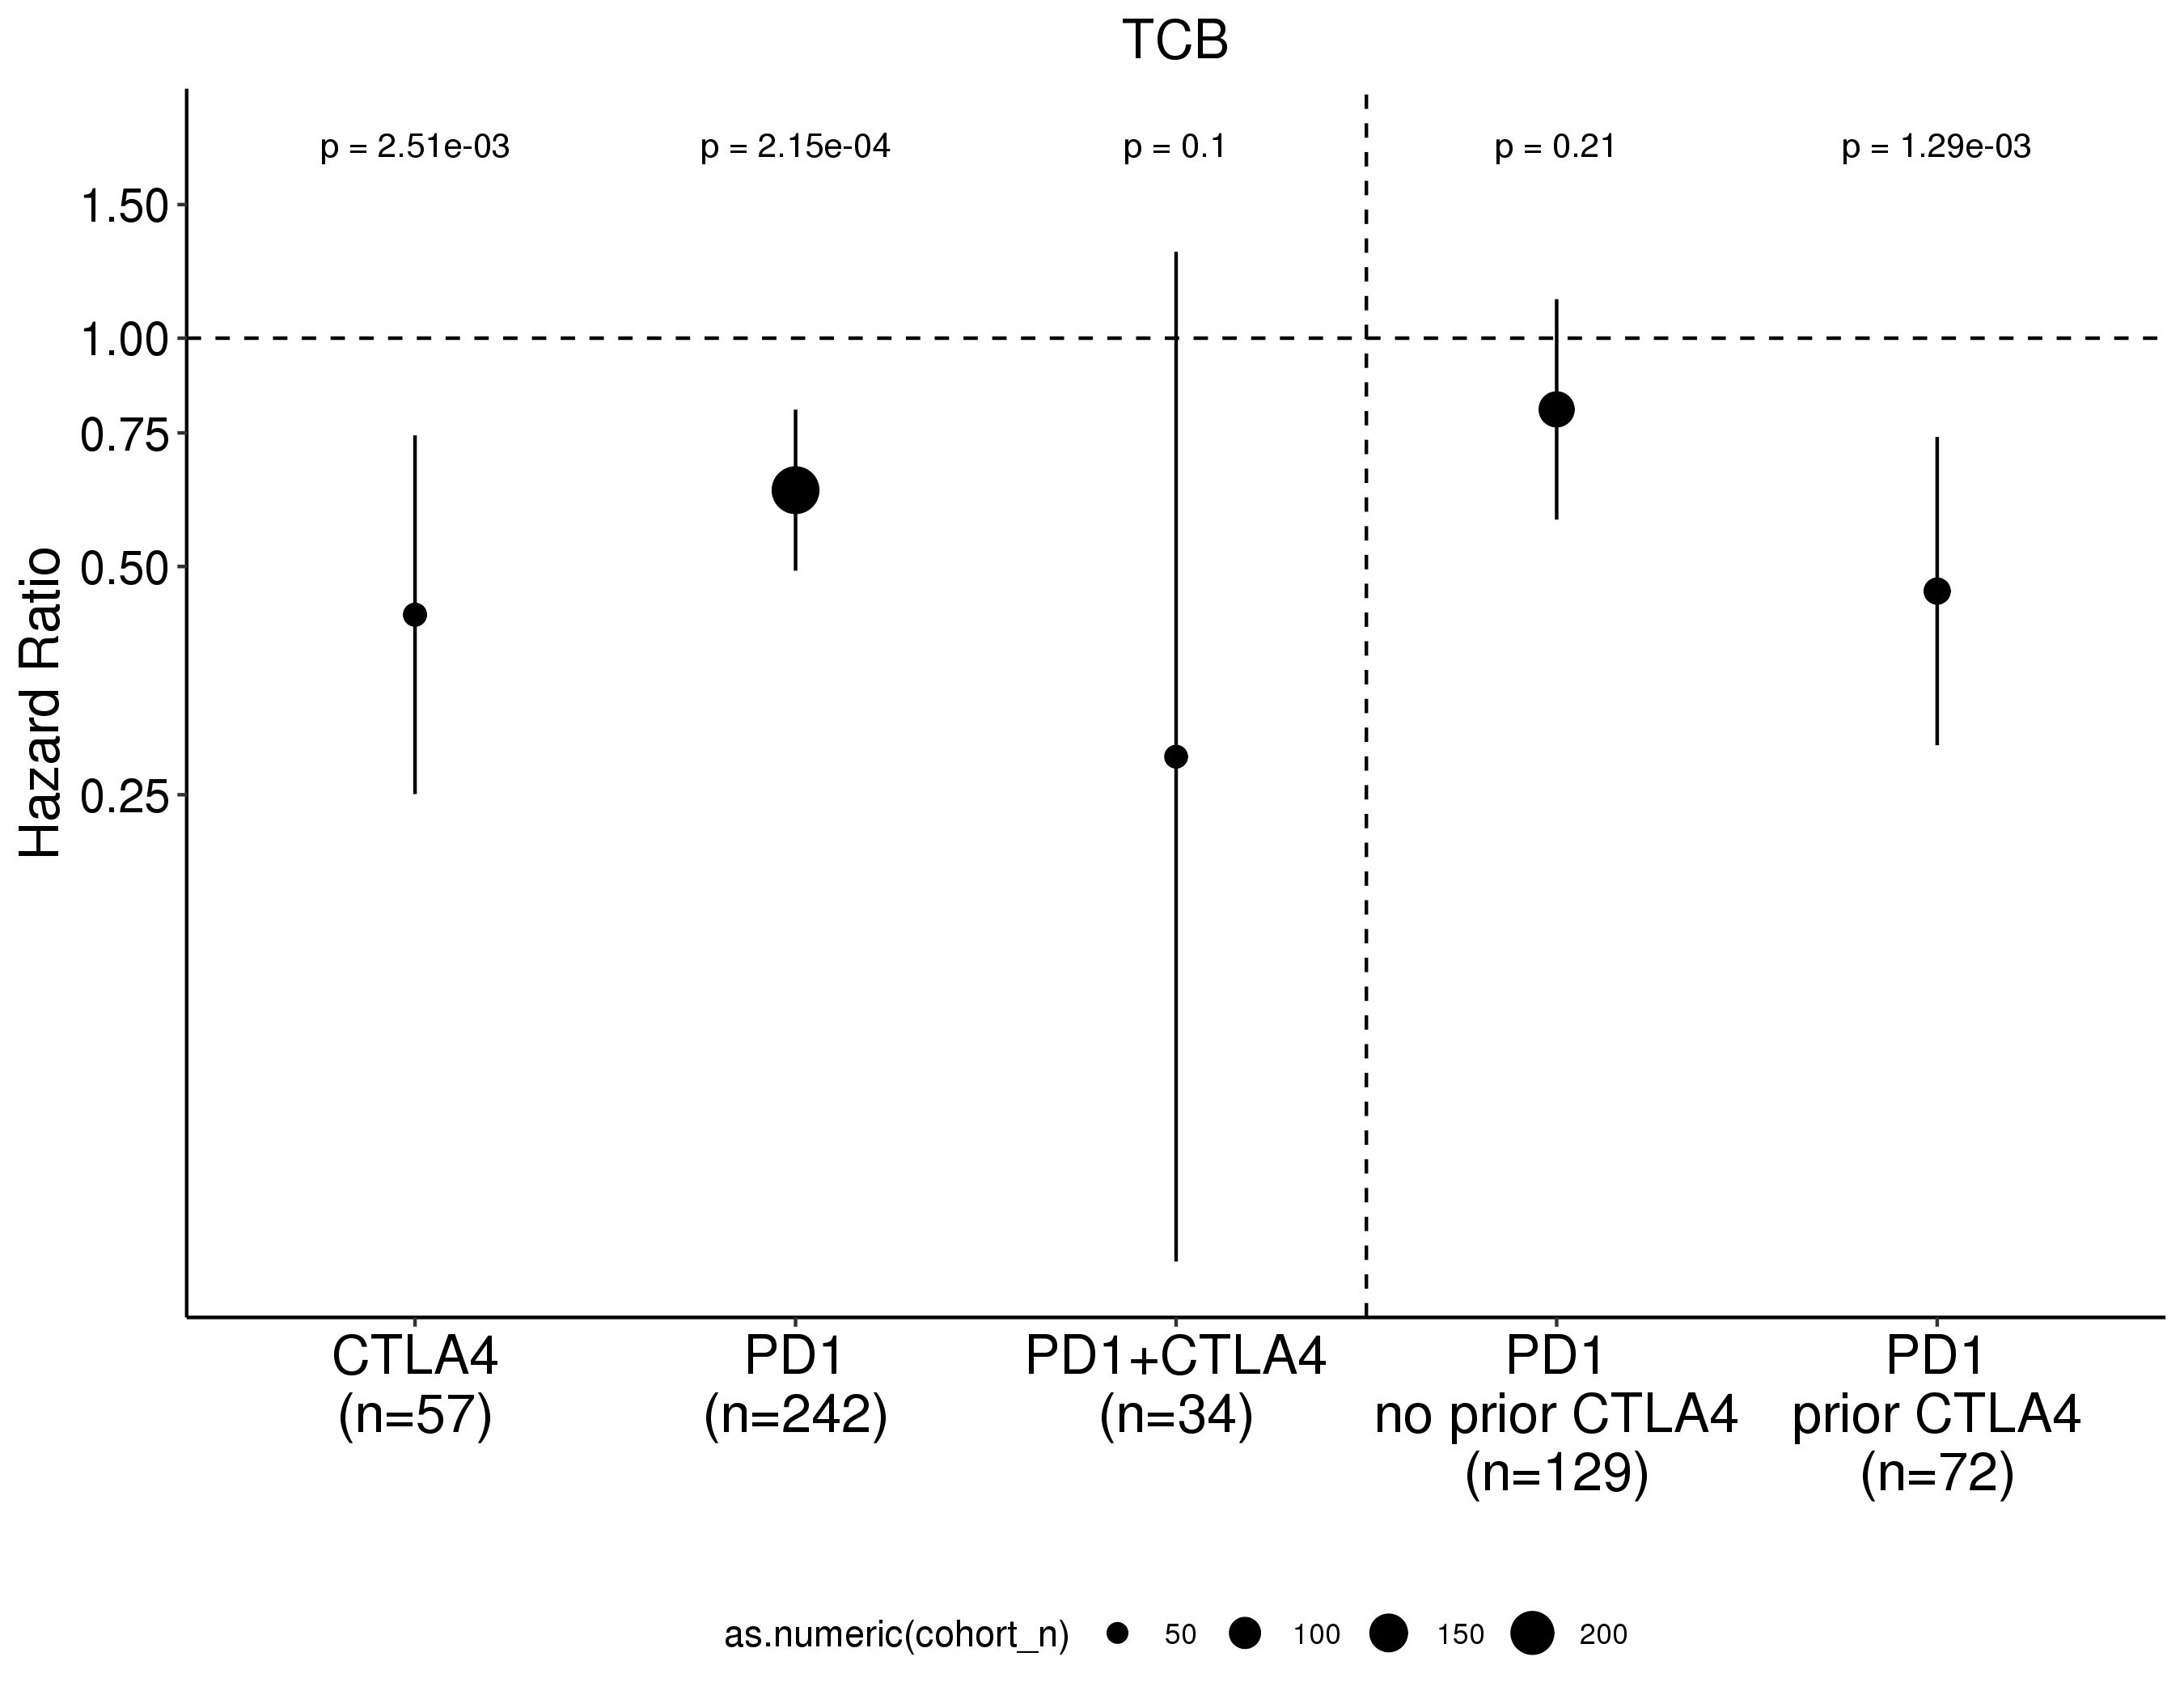 TCB
p = 2.51e-03
p = 2.15e-04
p = 0.1
p = 0.21
p = 1.29e-03
1.50
1.00
0.75
0.50
0.25
Hazard Ratio
CTLA4
(n=57)
PD1
(n=242)
PD1+CTLA4
(n=34)
PD1
no prior CTLA4
(n=129)
PD1
prior CTLA4
(n=72)
as.numeric(cohort_n) 50 100 150 200